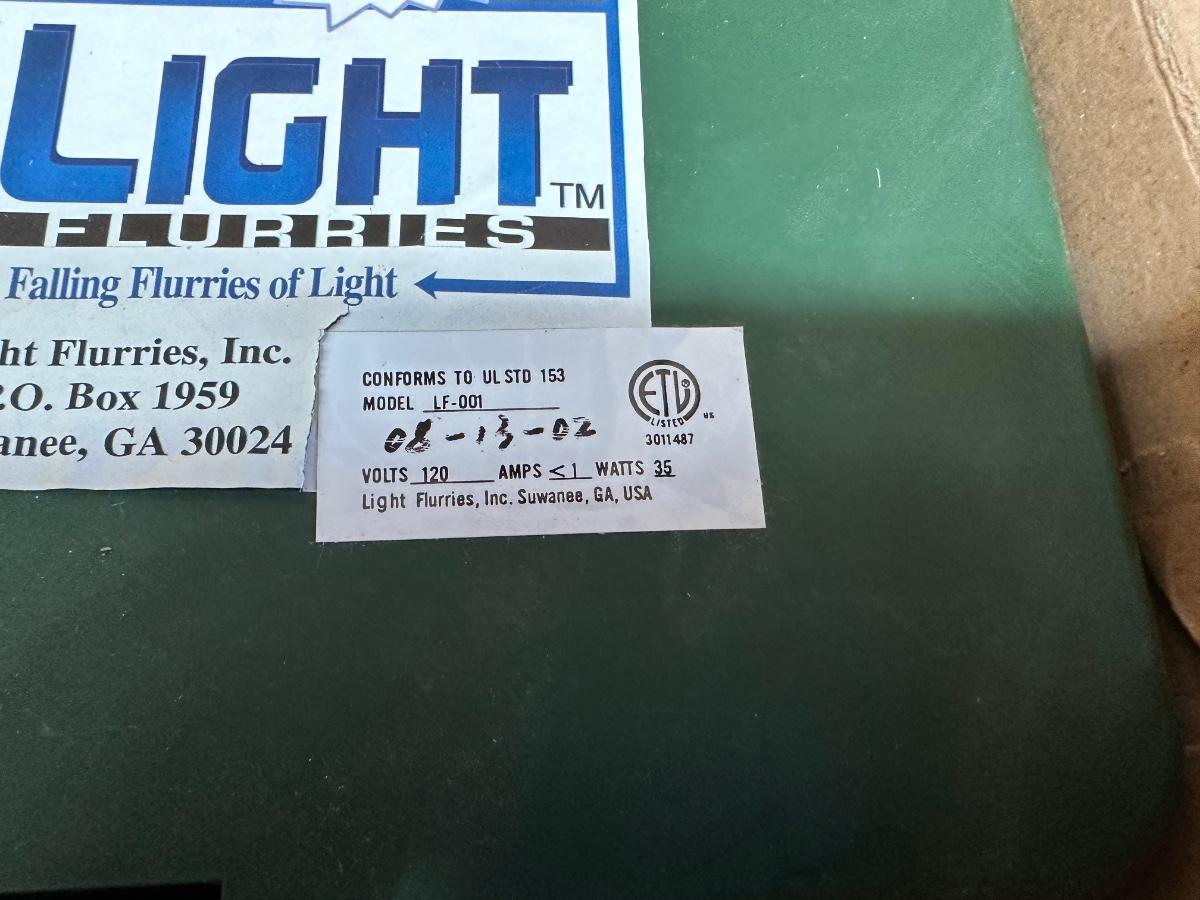 LIGHT TM
FLURRIES
Falling Flurries of Light
ht Flurries, Inc.
P.O. Box 1959
anee, GA 30024
CONFORMS TO UL STD 153
MODEL LF-001
08-13-02
VOLTS 120 AMPS <1 WATTS 35
Light Flurries, Inc. Suwanee, GA, USA
ETL ®
LISTED US
3011487